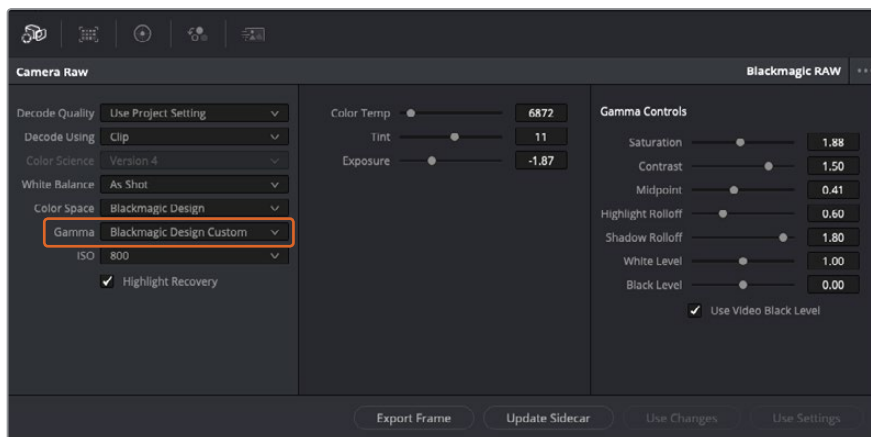 Camera Raw
Blackmagic RAW
Decode Quality Use Project Setting
Decode Using Clip
Color Science Version 4
White Balance As Shot
Color Space Blackmagic Design
Gamma Blackmagic Design Custom
ISO 800
Highlight Recovery
Color Temp 6872
Tint 11
Exposure -1.87
Gamma Controls
Saturation 1.88
Contrast 1.50
Midpoint 0.41
Highlight Rolloff 0.60
Shadow Rolloff 1.80
White Level 1.00
Black Level 0.00
Use Video Black Level
Export Frame
Update Sidecar
Use Changes
Use Settings